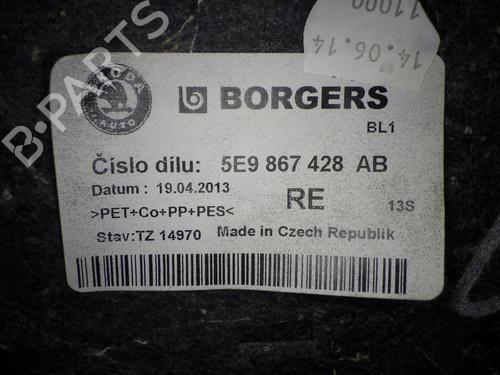 11000
14.06.14
ŠKODA
AUTO
BORGERS
BL1
Číslo dílu: 5E9 867 428 AB
Datum : 19.04.2013
RE
13S
>PET+Co+PP+PES<
Stav:TZ 14970 Made in Czech Republik
B-PARTS